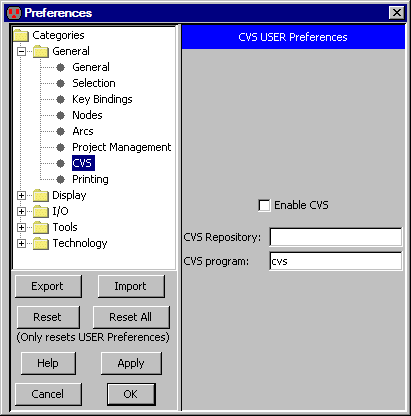 Preferences
Categories
General
General
Selection
Key Bindings
Nodes
Arcs
Project Management
CVS
Printing
Display
I/O
Tools
Technology
Export Import
Reset Reset All
(Only resets USER Preferences)
Help Apply
Cancel OK
CVS USER Preferences
Enable CVS
CVS Repository:
CVS program: cvs